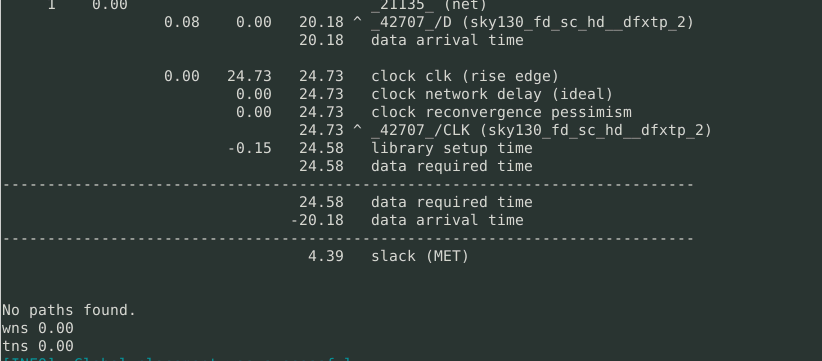 1 0.00 _21135_ (net)
0.08 0.00 20.18 ^ _42707_/D (sky130_fd_sc_hd__dfxtp_2)
20.18 data arrival time
0.00 24.73 24.73 clock clk (rise edge)
0.00 24.73 clock network delay (ideal)
0.00 24.73 clock reconvergence pessimism
24.73 ^ _42707_/CLK (sky130_fd_sc_hd__dfxtp_2)
-0.15 24.58 library setup time
24.58 data required time
-----------------------------------------------------------------------------
24.58 data required time
-20.18 data arrival time
-----------------------------------------------------------------------------
4.39 slack (MET)
No paths found.
wns 0.00
tns 0.00